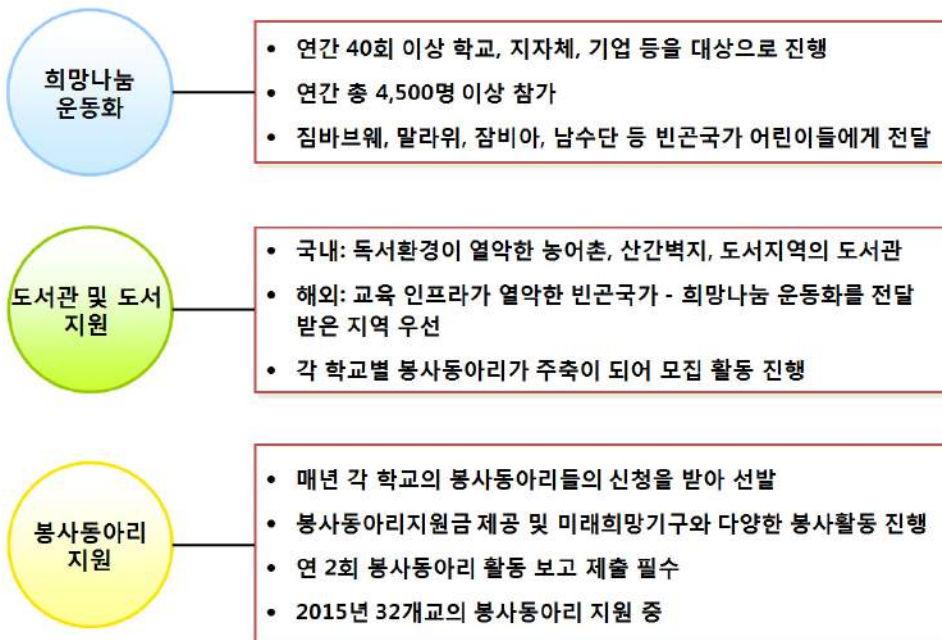 희망나눔
운동화
• 연간 40회 이상 학교, 지자체, 기업 등을 대상으로 진행
• 연간 총 4,500명 이상 참가
• 짐바브웨, 말라위, 잠비아, 남수단 등 빈곤국가 어린이들에게 전달
도서관 및 도서
지원
• 국내: 독서환경이 열악한 농어촌, 산간벽지, 도서지역의 도서관
• 해외: 교육 인프라가 열악한 빈곤국가 - 희망나눔 운동화를 전달
받은 지역 우선
• 각 학교별 봉사동아리가 주축이 되어 모집 활동 진행
봉사동아리
지원
• 매년 각 학교의 봉사동아리들의 신청을 받아 선발
• 봉사동아리지원금 제공 및 미래희망기구와 다양한 봉사활동 진행
• 연 2회 봉사동아리 활동 보고 제출 필수
• 2015년 32개교의 봉사동아리 지원 중